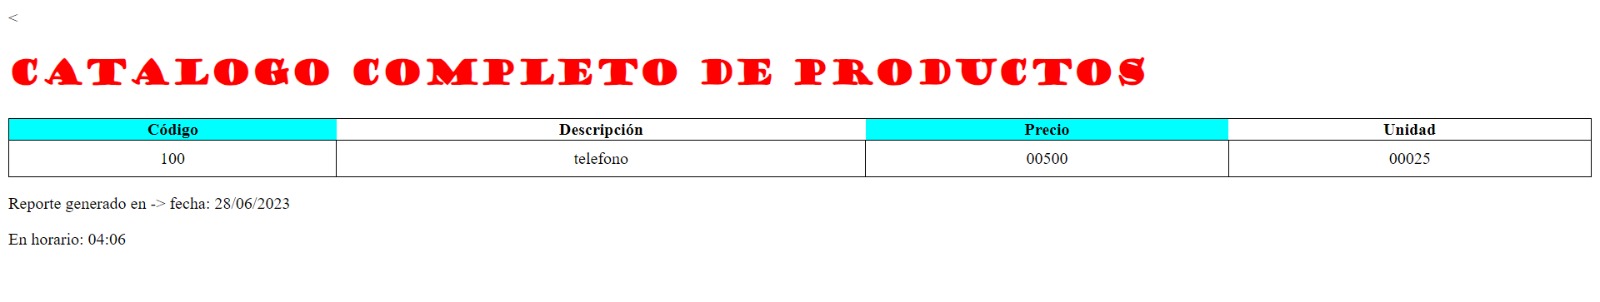 <
CATALOGO COMPLETO DE PRODUCTOS
Código Descripción Precio Unidad
100 telefono 00500 00025
Reporte generado en -> fecha: 28/06/2023
En horario: 04:06